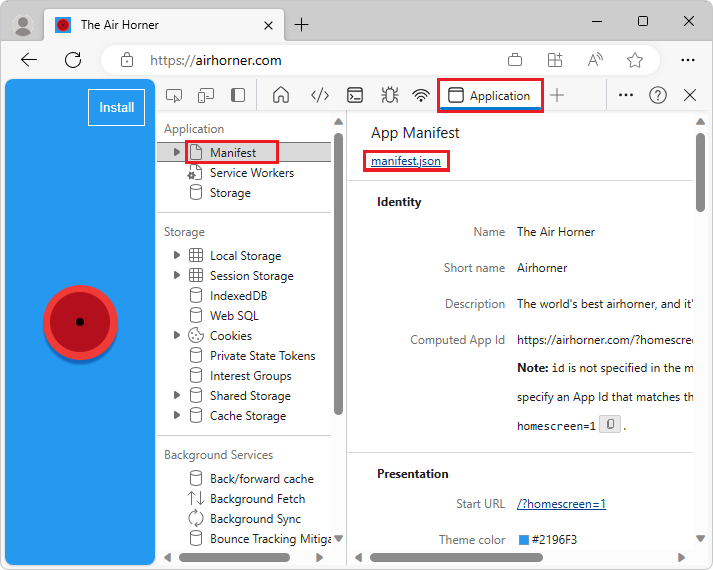 The Air Horner
https://airhorner.com
Install
Application
Application
Manifest
Service Workers
Storage
Storage
Local Storage
Session Storage
IndexedDB
Web SQL
Cookies
Private State Tokens
Interest Groups
Shared Storage
Cache Storage
Background Services
Back/forward cache
Background Fetch
Background Sync
Bounce Tracking Mitiga
App Manifest
manifest.json
Identity
Name The Air Horner
Short name Airhorner
Description The world's best airhorner, and it'
Computed App Id https://airhorner.com/?homescree
Note: id is not specified in the m
specify an App Id that matches th
homescreen=1 .
Presentation
Start URL /?homescreen=1
Theme color #2196F3